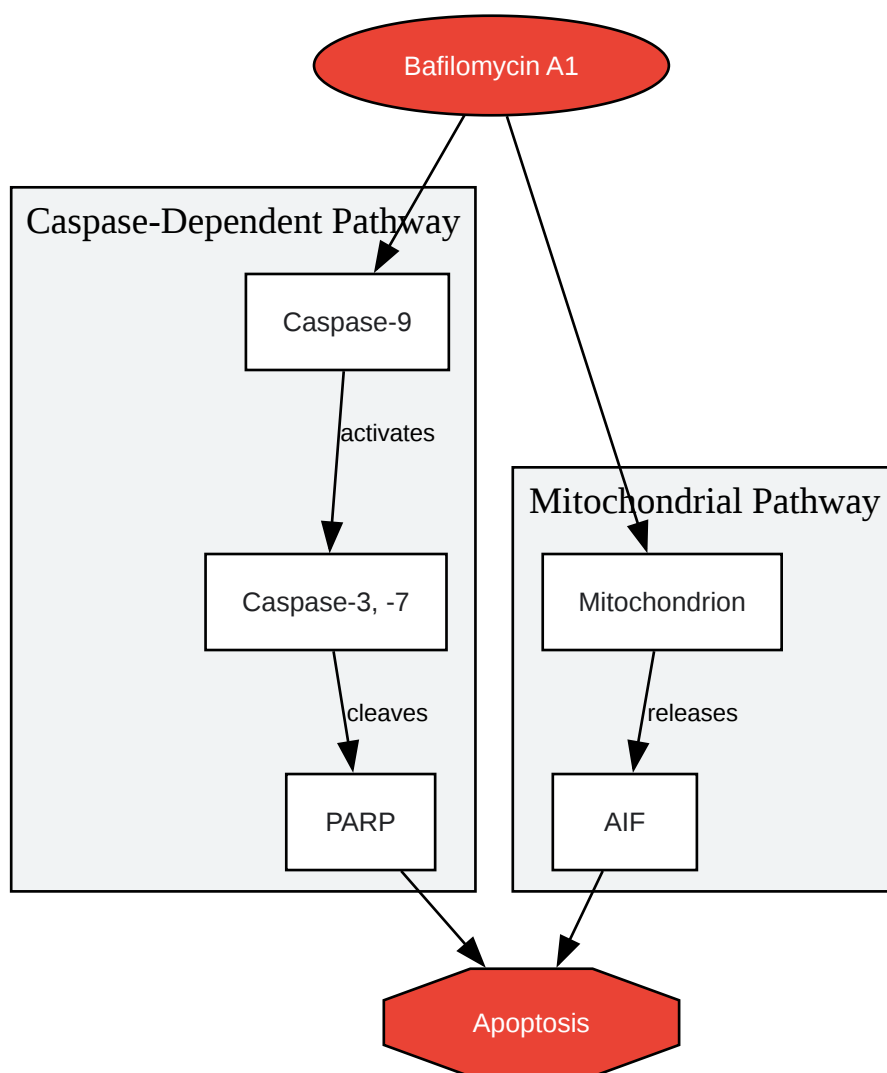 Bafilomycin A1
Caspase-Dependent Pathway
Caspase-9
activates
Caspase-3, -7
cleaves
PARP
Mitochondrial Pathway
Mitochondrion
releases
AIF
Apoptosis